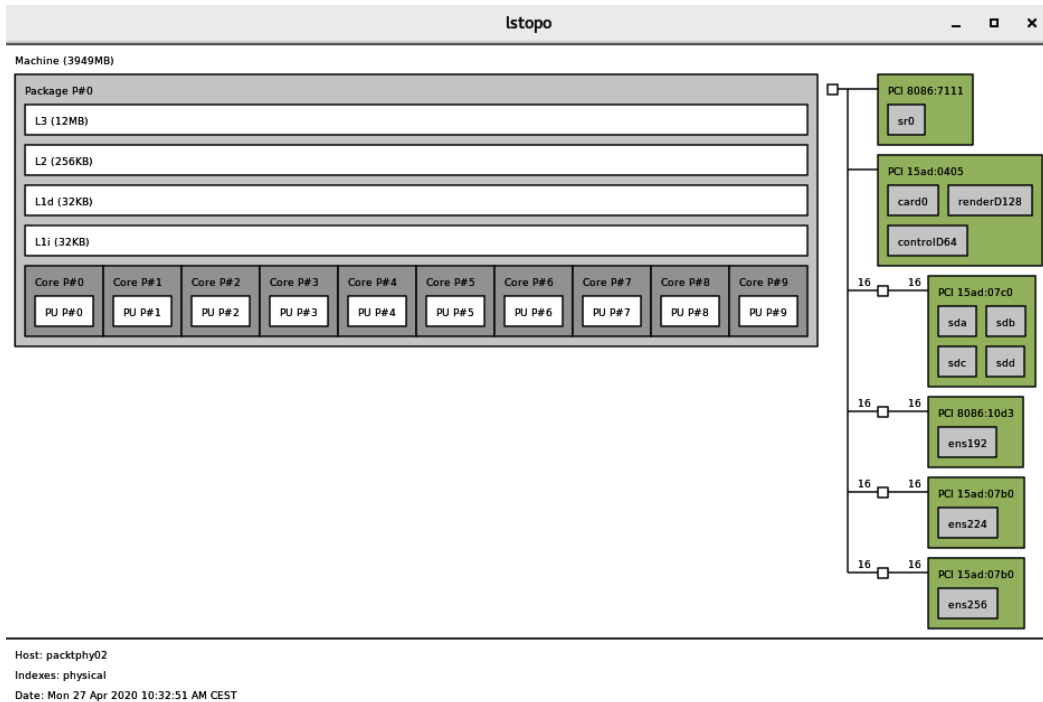 lstopo
Machine (3949MB)
Package P#0
L3 (12MB)
L2 (256KB)
L1d (32KB)
L1i (32KB)
Core P#0 Core P#1 Core P#2 Core P#3 Core P#4 Core P#5 Core P#6 Core P#7 Core P#8 Core P#9
PU P#0 PU P#1 PU P#2 PU P#3 PU P#4 PU P#5 PU P#6 PU P#7 PU P#8 PU P#9
PCI 8086:7111
sr0
PCI 15ad:0405
card0 renderD128
controlD64
16 16 PCI 15ad:07c0
sda sdb
sdc sdd
16 16 PCI 8086:10d3
ens192
16 16 PCI 15ad:07b0
ens224
16 16 PCI 15ad:07b0
ens256
Host: packtphy02
Indexes: physical
Date: Mon 27 Apr 2020 10:32:51 AM CEST